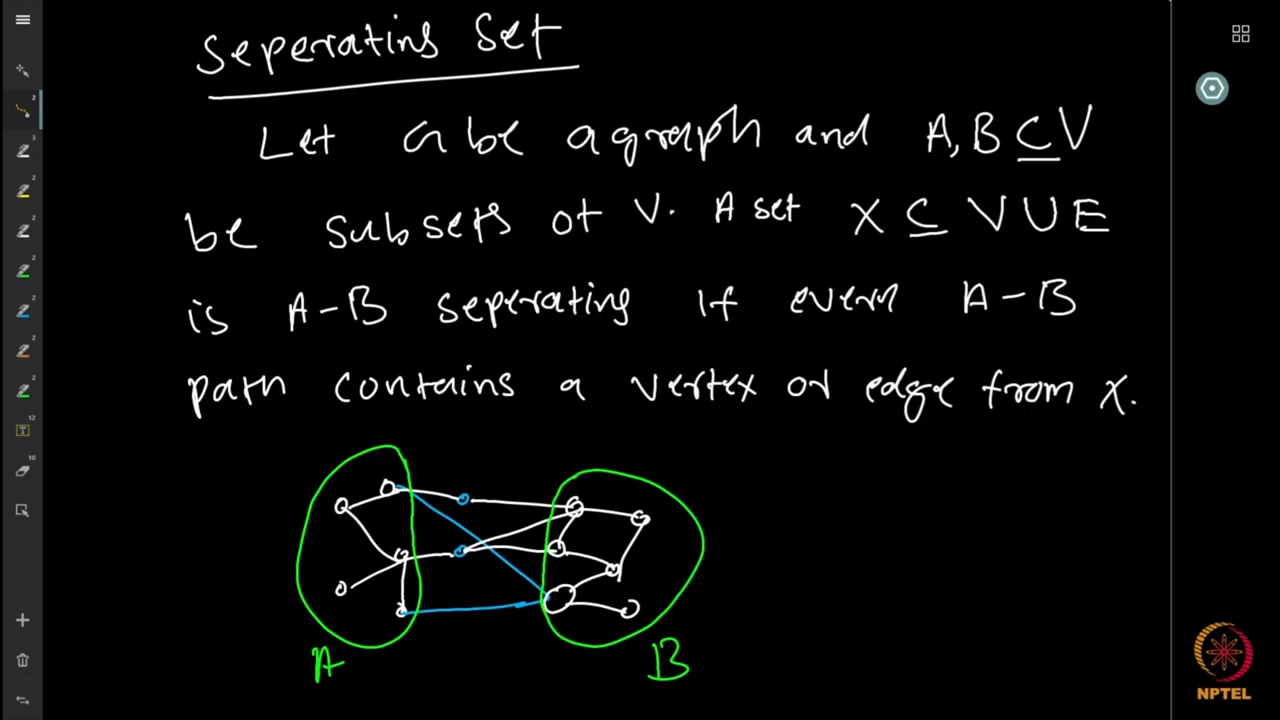 Seperating Set
Let G be a graph and A, B ⊆ V
be subsets of V. A set X ⊆ V ∪ E
is A-B seperating if every A-B
path contains a vertex or edge from X.
A B
NPTEL